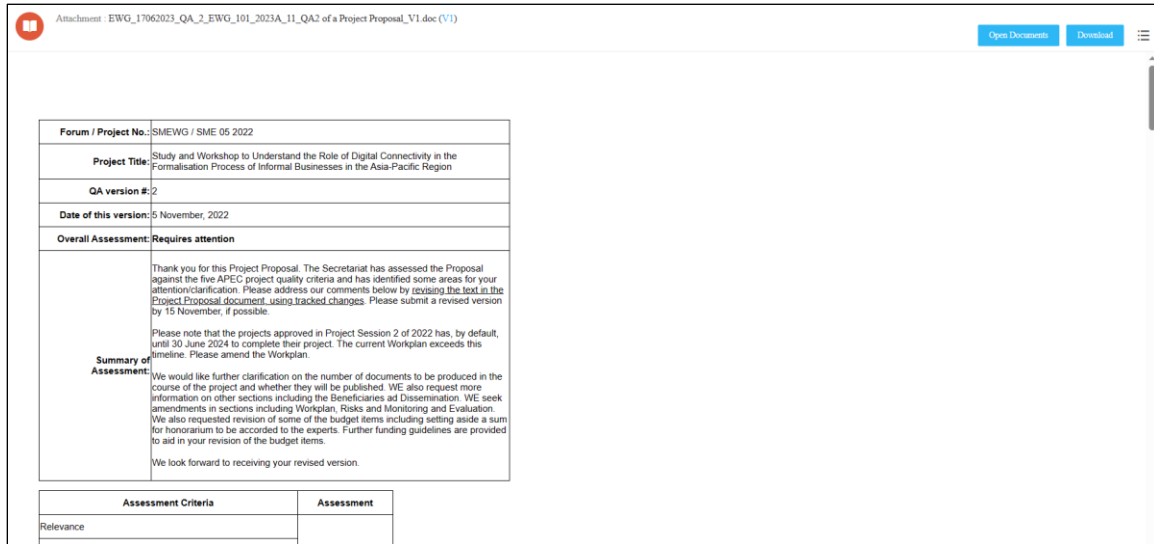 Attachment : EWG_17062023_QA_2_EWG_101_2023A_11_QA2 of a Project Proposal_V1.doc (V1)
Open Documents
Download
Forum / Project No.: SMEWG / SME 05 2022
Project Title: Study and Workshop to Understand the Role of Digital Connectivity in the
Formalisation Process of Informal Businesses in the Asia-Pacific Region
QA version #: 2
Date of this version: 5 November, 2022
Overall Assessment: Requires attention
Summary of
Assessment:
Thank you for this Project Proposal. The Secretariat has assessed the Proposal
against the five APEC project quality criteria and has identified some areas for your
attention/clarification. Please address our comments below by revising the text in the
Project Proposal document, using tracked changes. Please submit a revised version
by 15 November, if possible.
Please note that the projects approved in Project Session 2 of 2022 has, by default,
until 30 June 2024 to complete their project. The current Workplan exceeds this
timeline. Please amend the Workplan.
We would like further clarification on the number of documents to be produced in the
course of the project and whether they will be published. WE also request more
information on other sections including the Beneficiaries ad Dissemination. WE seek
amendments in sections including Workplan, Risks and Monitoring and Evaluation.
We also requested revision of some of the budget items including setting aside a sum
for honorarium to be accorded to the experts. Further funding guidelines are provided
to aid in your revision of the budget items.
We look forward to receiving your revised version.
Assessment Criteria
Assessment
Relevance